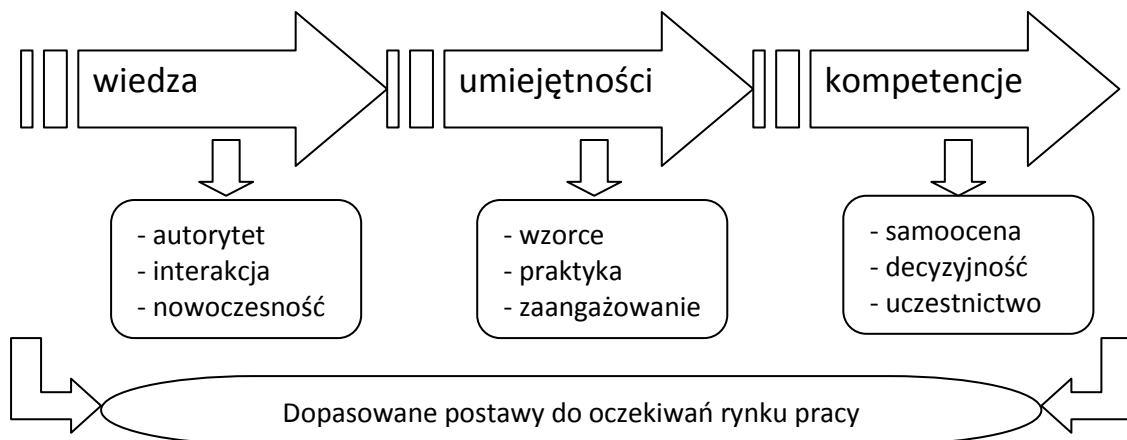 wiedza
umiejętności
kompetencje
- autorytet
- interakcja
- nowoczesność
- wzorce
- praktyka
- zaangażowanie
- samoocena
- decyzyjność
- uczestnictwo
Dopasowane postawy do oczekiwań rynku pracy